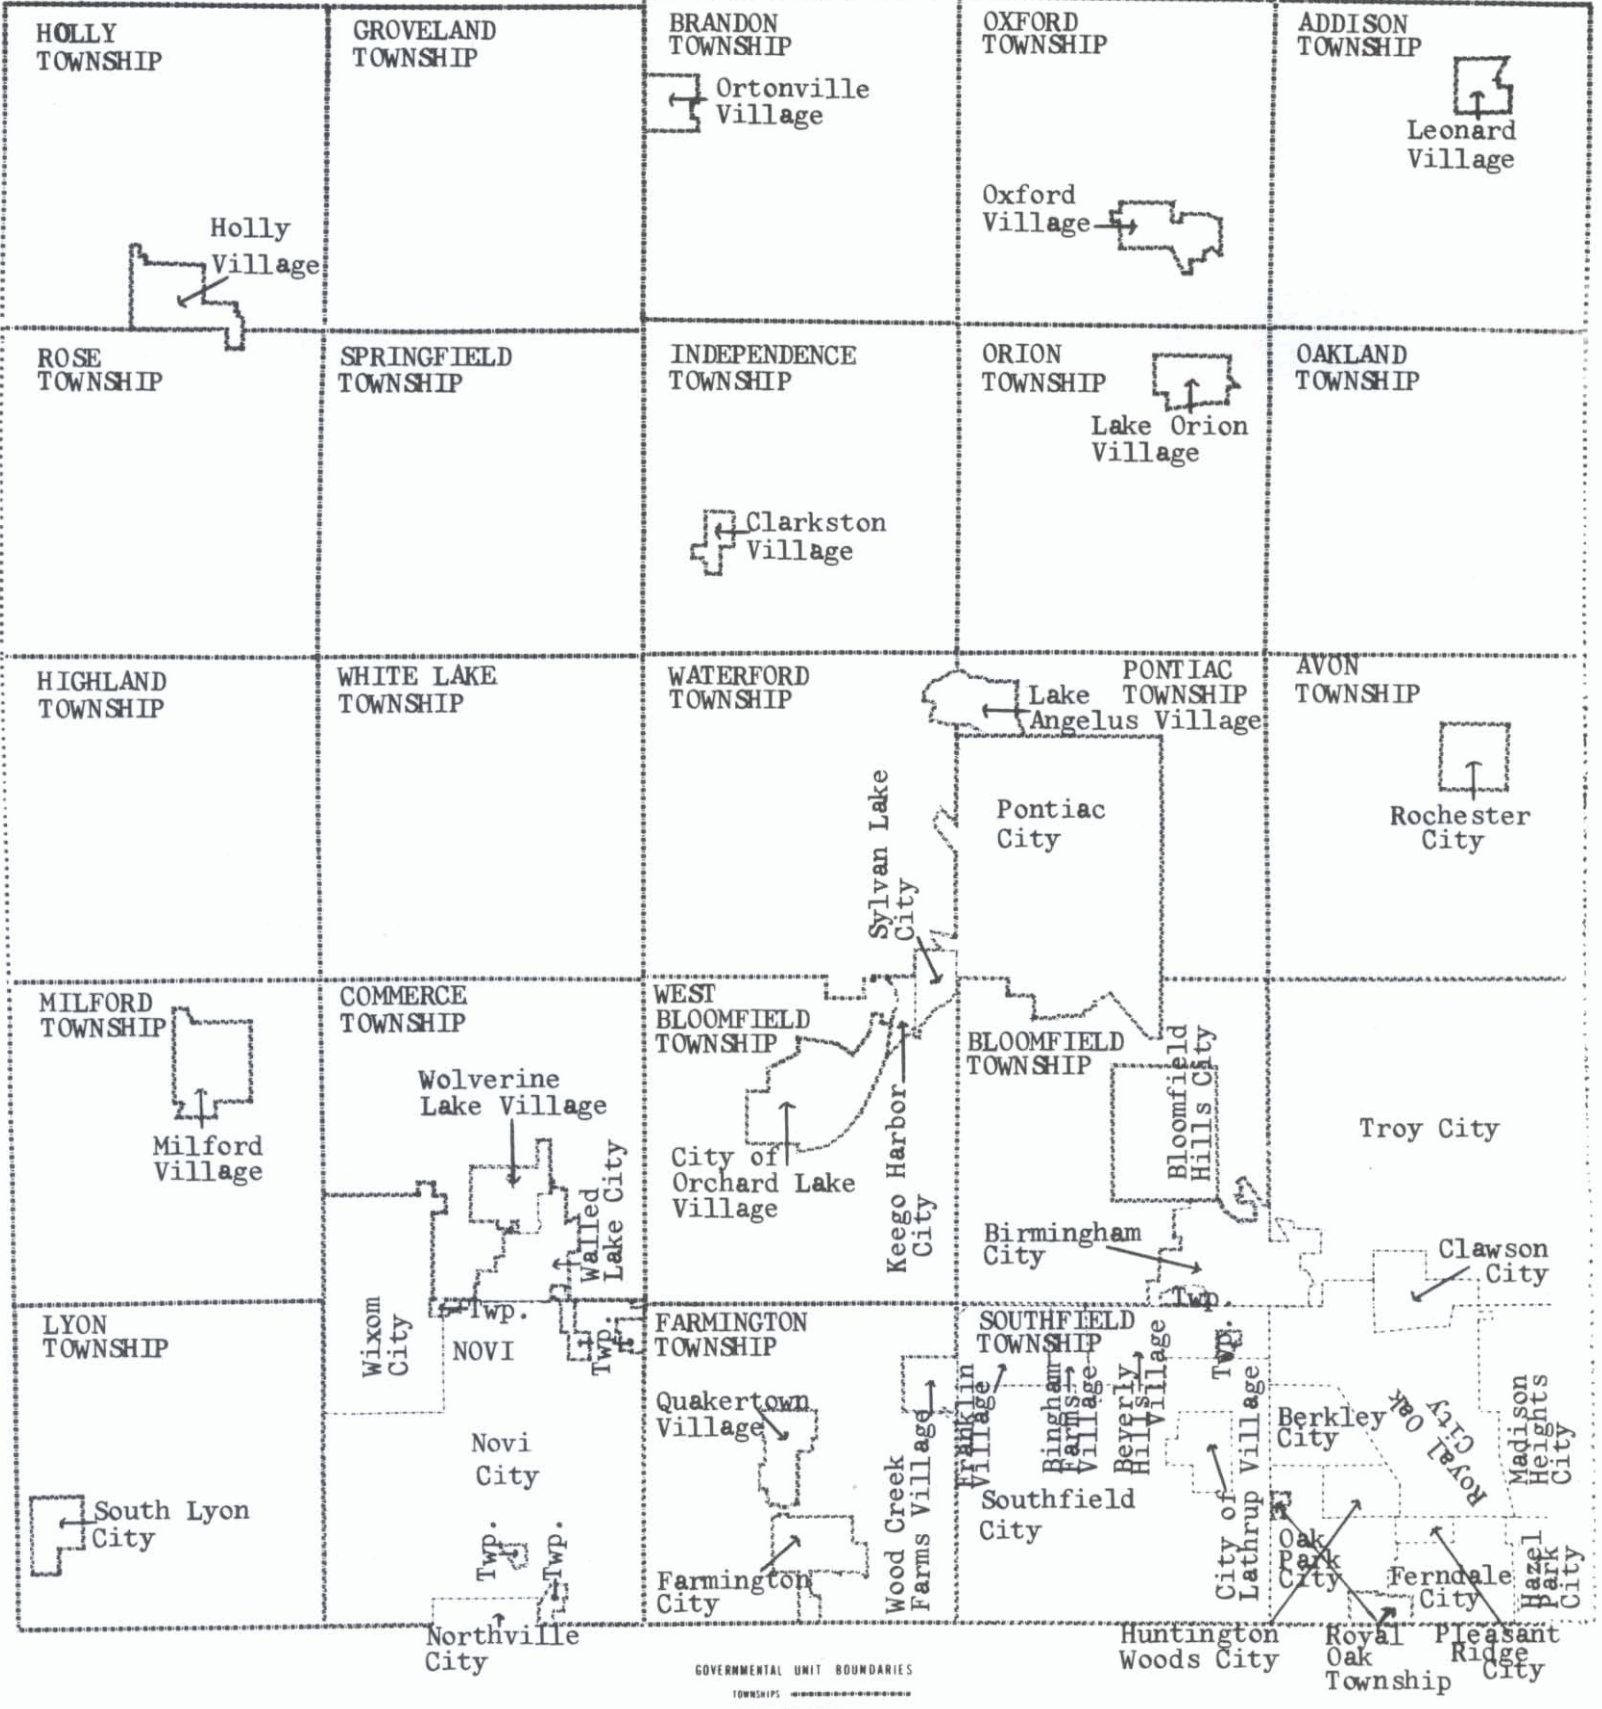 HOLLY
TOWNSHIP
GROVELAND
TOWNSHIP
BRANDON
TOWNSHIP
OXFORD
TOWNSHIP
ADDISON
TOWNSHIP
Ortonville
Village
Leonard
Village
Oxford
Village
Holly
Village
ROSE
TOWNSHIP
SPRINGFIELD
TOWNSHIP
INDEPENDENCE
TOWNSHIP
ORION
TOWNSHIP
OAKLAND
TOWNSHIP
Lake Orion
Village
Clarkston
Village
HIGHLAND
TOWNSHIP
WHITE LAKE
TOWNSHIP
WATERFORD
TOWNSHIP
PONTIAC
TOWNSHIP
AVON
TOWNSHIP
Lake
Angelus Village
Sylvan Lake
City
Pontiac
City
Rochester
City
MILFORD
TOWNSHIP
COMMERCE
TOWNSHIP
WEST
BLOOMFIELD
TOWNSHIP
BLOOMFIELD
TOWNSHIP
Bloomfield
Hills City
Troy City
Milford
Village
Wolverine
Lake Village
Walled
Lake City
City of
Orchard Lake
Village
Keego Harbor
City
Birmingham
City
Clawson
City
Twp.
LYON
TOWNSHIP
Wixom
City
Twp.
NOVI
Twp.
FARMINGTON
TOWNSHIP
SOUTHFIELD
TOWNSHIP
Twp.
Quakertown
Village
Wood Creek
Farms Village
Franklin
Village
Bingham
Farms
Village
Beverly
Hills
Village
Berkley
City
Royal Oak
City
Madison
Heights
City
Novi
City
South Lyon
City
Twp.
Twp.
Southfield
City
City of
Lathrup Village
Oak
Park
City
Ferndale
City
Hazel
Park
City
Farmington
City
Northville
City
Huntington
Woods City
Royal
Oak
Township
Pleasant
Ridge
City
GOVERNMENTAL UNIT BOUNDARIES
TOWNSHIPS